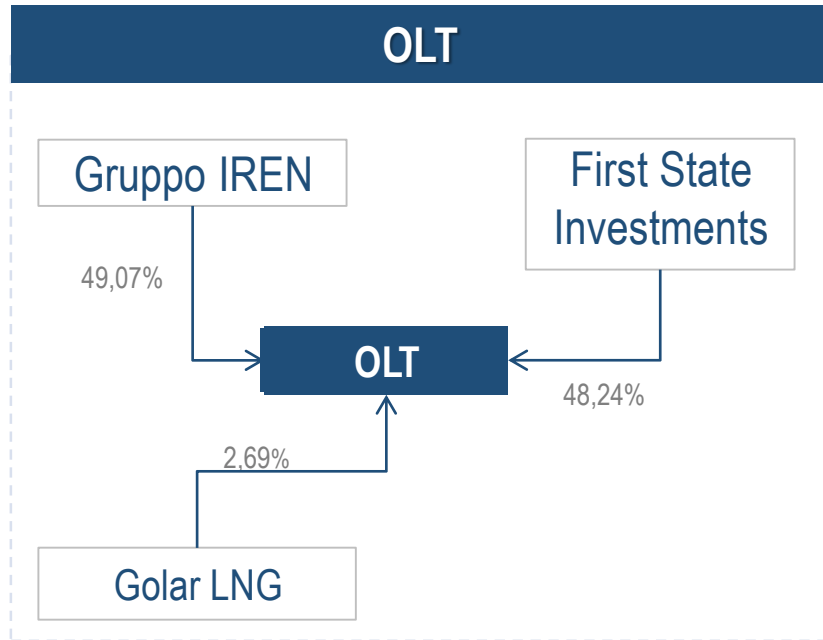 OLT
Gruppo IREN
First State
Investments
49,07%
OLT
48,24%
2,69%
Golar LNG